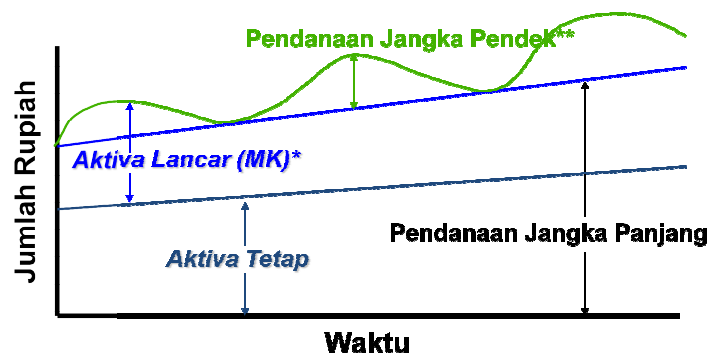 Pendanaan Jangka Pendek**
Jumlah Rupiah
Aktiva Lancar (MK)*
Pendanaan Jangka Panjang
Aktiva Tetap
Waktu